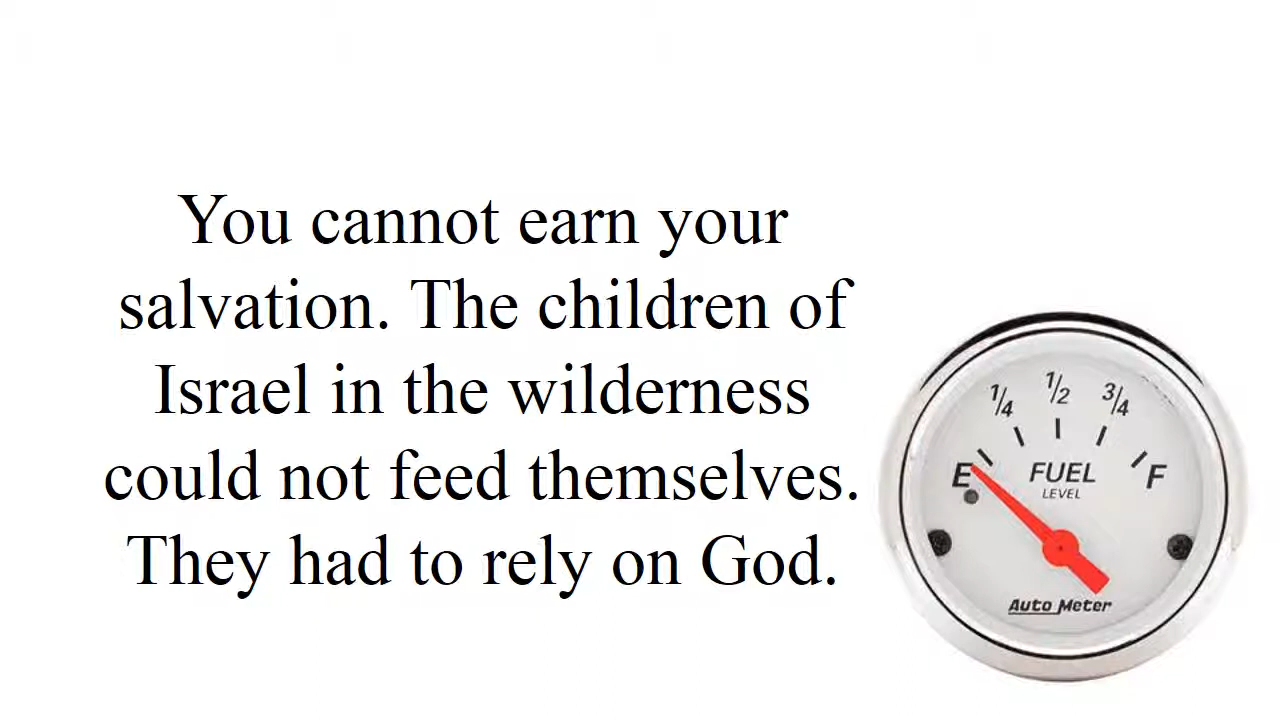 You cannot earn your
salvation. The children of
Israel in the wilderness
could not feed themselves.
They had to rely on God.
1/4 1/2 3/4
E FUEL F
LEVEL
Auto Meter